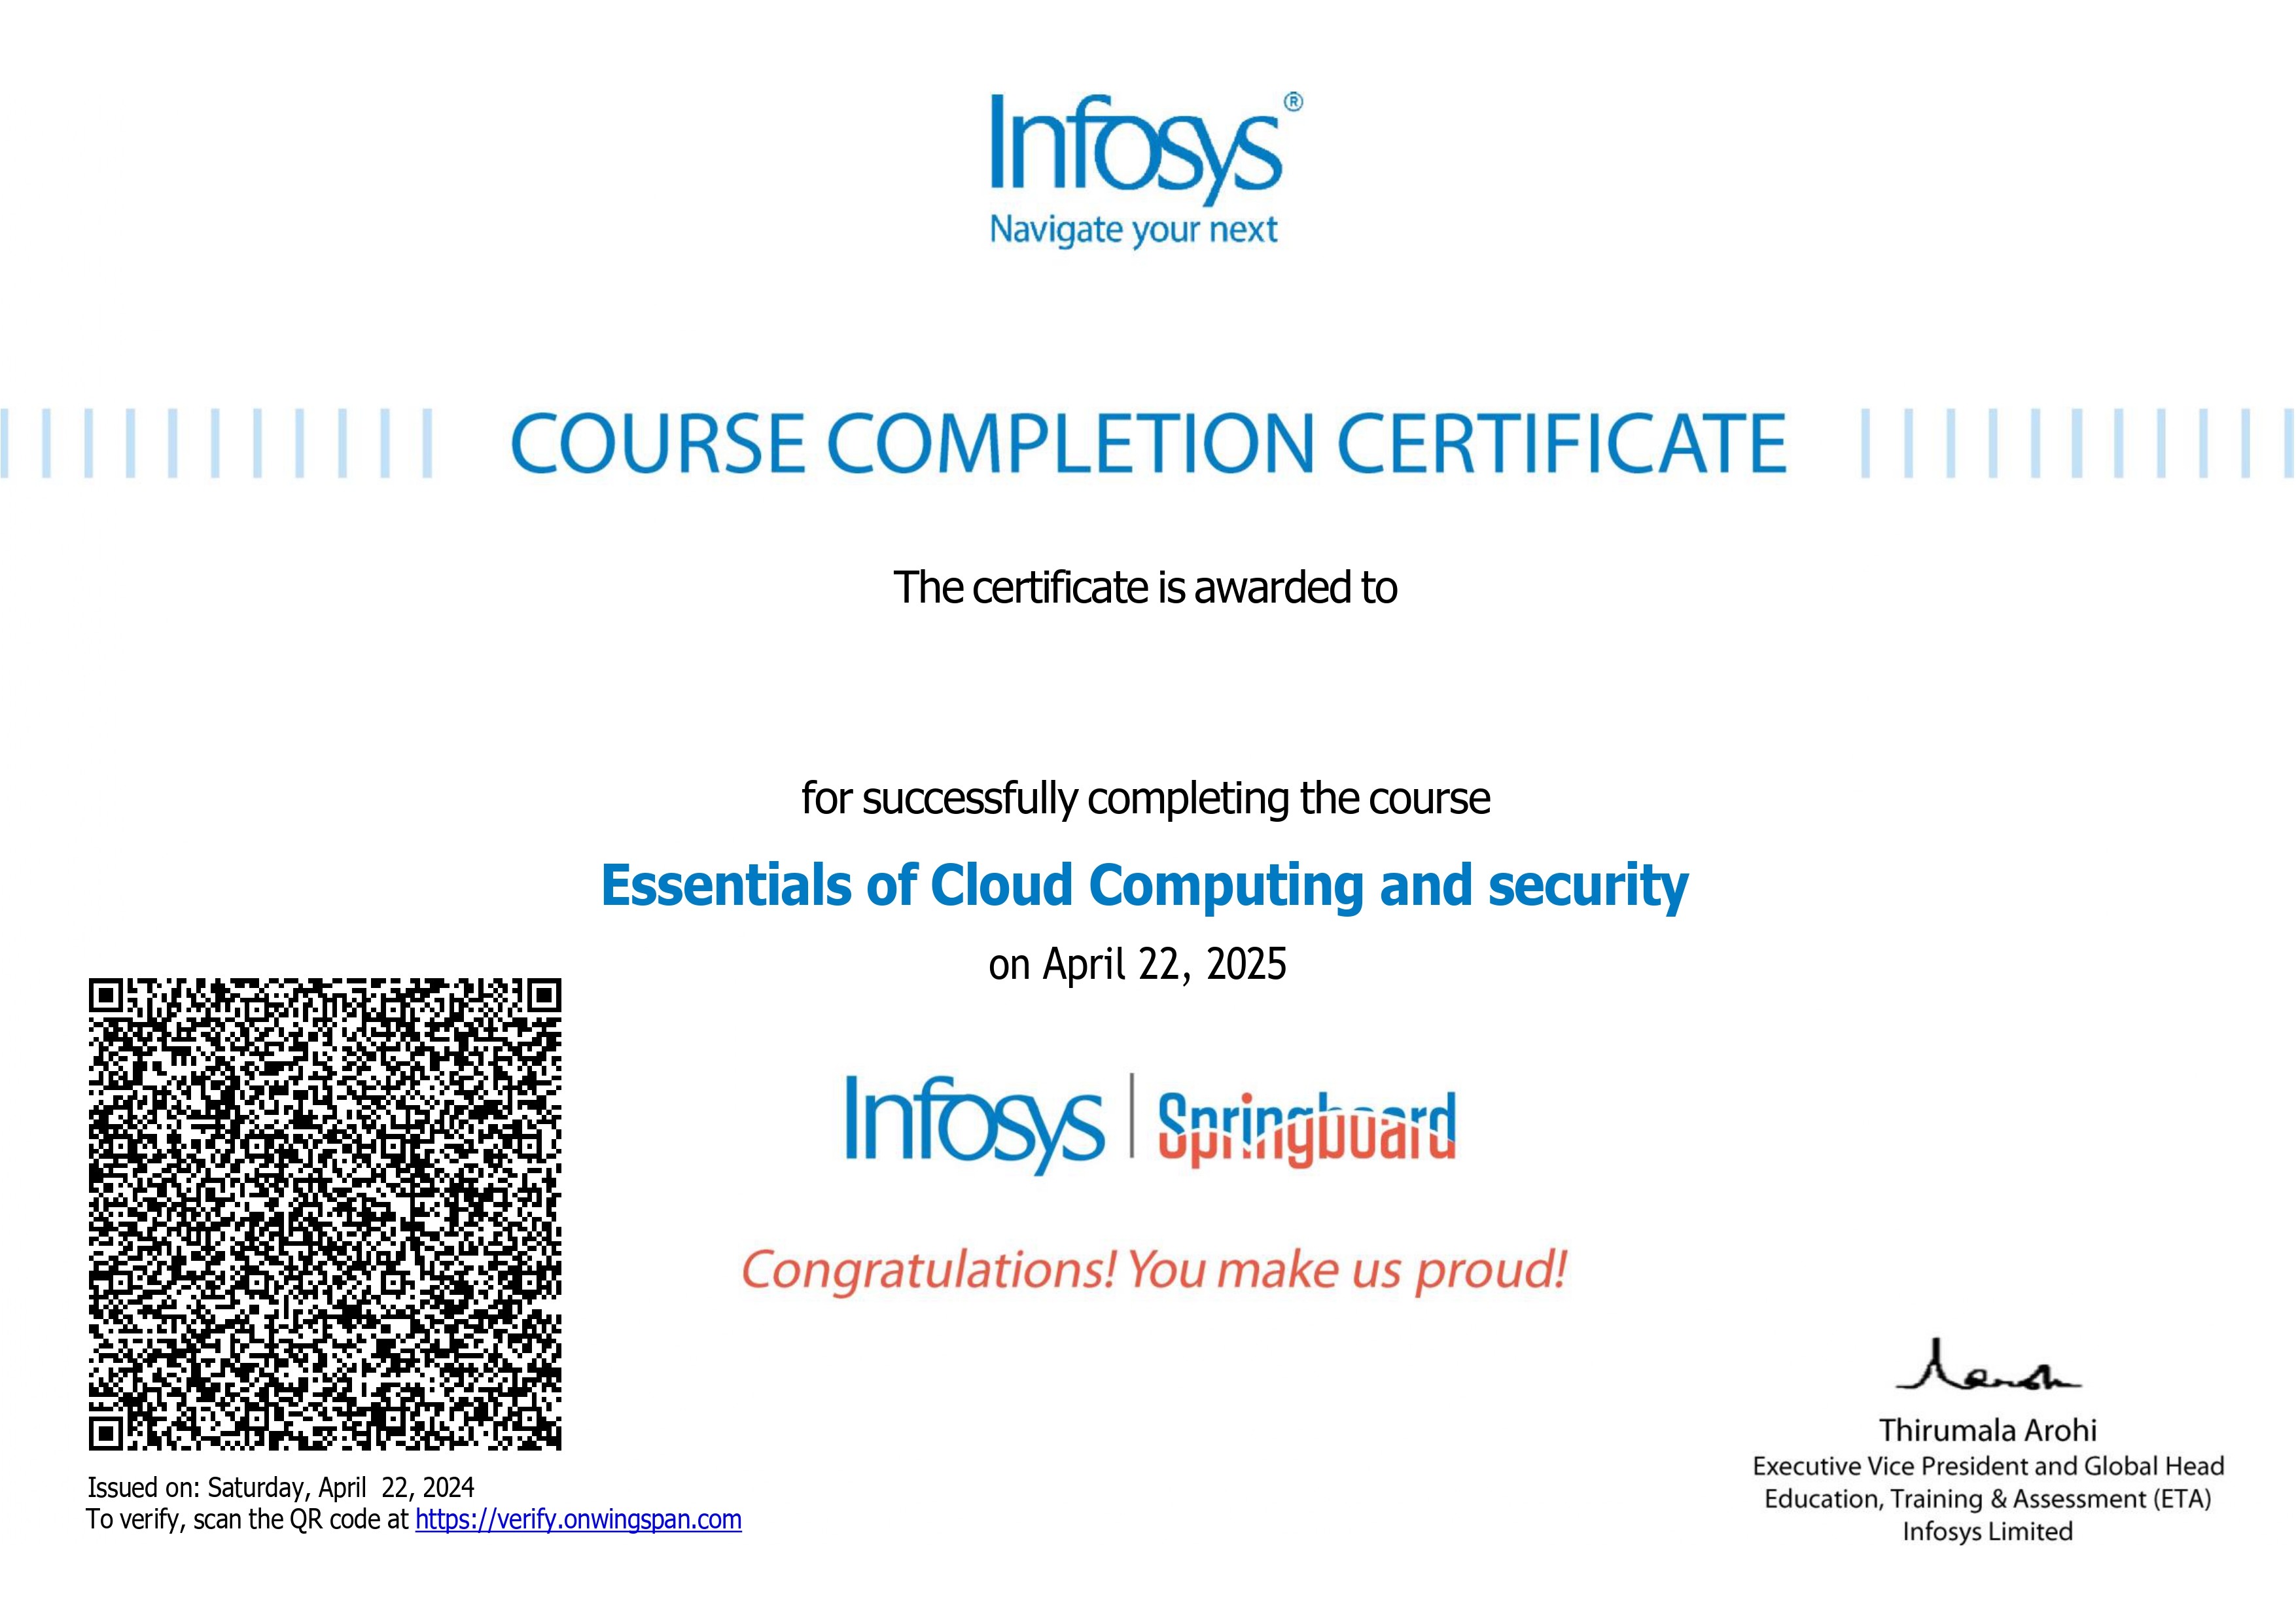 Infosys®
Navigate your next
COURSE COMPLETION CERTIFICATE
The certificate is awarded to
for successfully completing the course
Essentials of Cloud Computing and security
on April 22, 2025
Infosys | Springboard
Congratulations! You make us proud!
Issued on: Saturday, April 22, 2024
To verify, scan the QR code at https://verify.onwingspan.com
Thirumala Arohi
Executive Vice President and Global Head
Education, Training & Assessment (ETA)
Infosys Limited